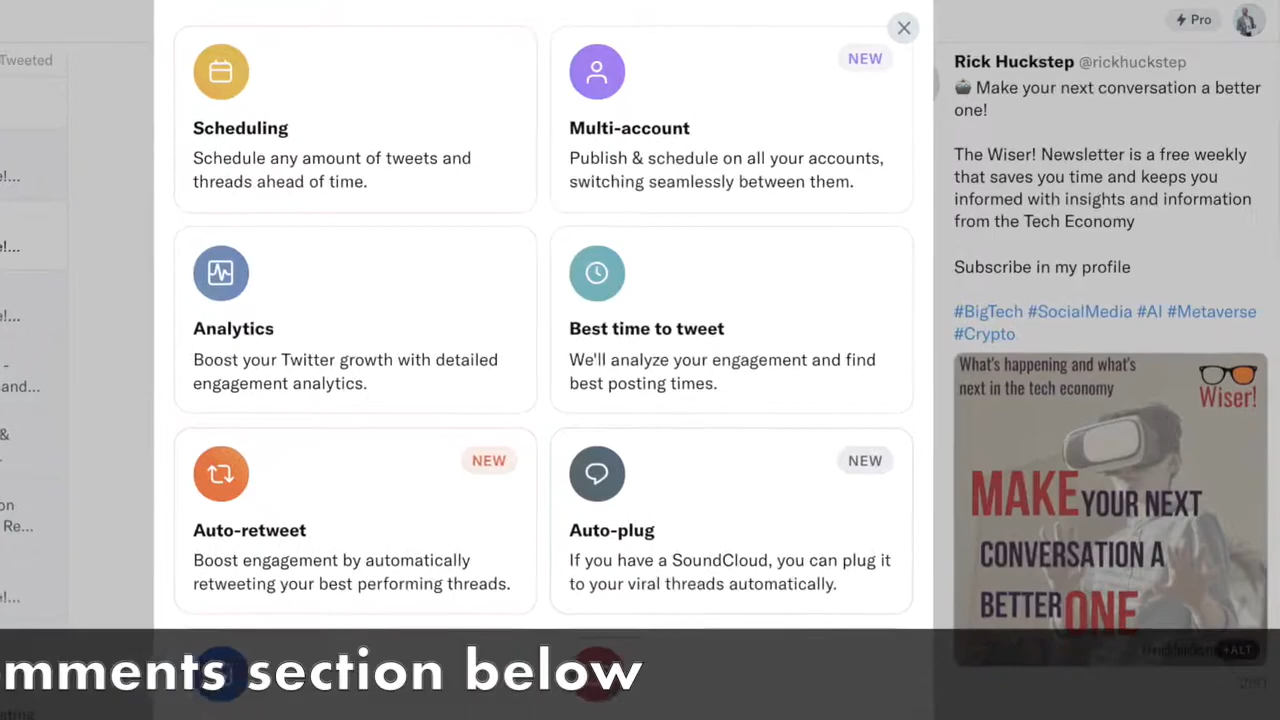 Pro
Tweeted
Rick Huckstep @rickhuckstep
Make your next conversation a better
one!
The Wiser! Newsletter is a free weekly
that saves you time and keeps you
informed with insights and information
from the Tech Economy
Subscribe in my profile
#BigTech #SocialMedia #AI #Metaverse
#Crypto
What's happening and what's
next in the tech economy
Wiser!
MAKE YOUR NEXT
CONVERSATION A
BETTER ONE
+ALT
Scheduling
Schedule any amount of tweets and
threads ahead of time.
NEW
Multi-account
Publish & schedule on all your accounts,
switching seamlessly between them.
Analytics
Boost your Twitter growth with detailed
engagement analytics.
Best time to tweet
We'll analyze your engagement and find
best posting times.
NEW
Auto-retweet
Boost engagement by automatically
retweeting your best performing threads.
NEW
Auto-plug
If you have a SoundCloud, you can plug it
to your viral threads automatically.
e!...
e!...
e!...
-
and...
&
on
Re...
e!...
omments section below